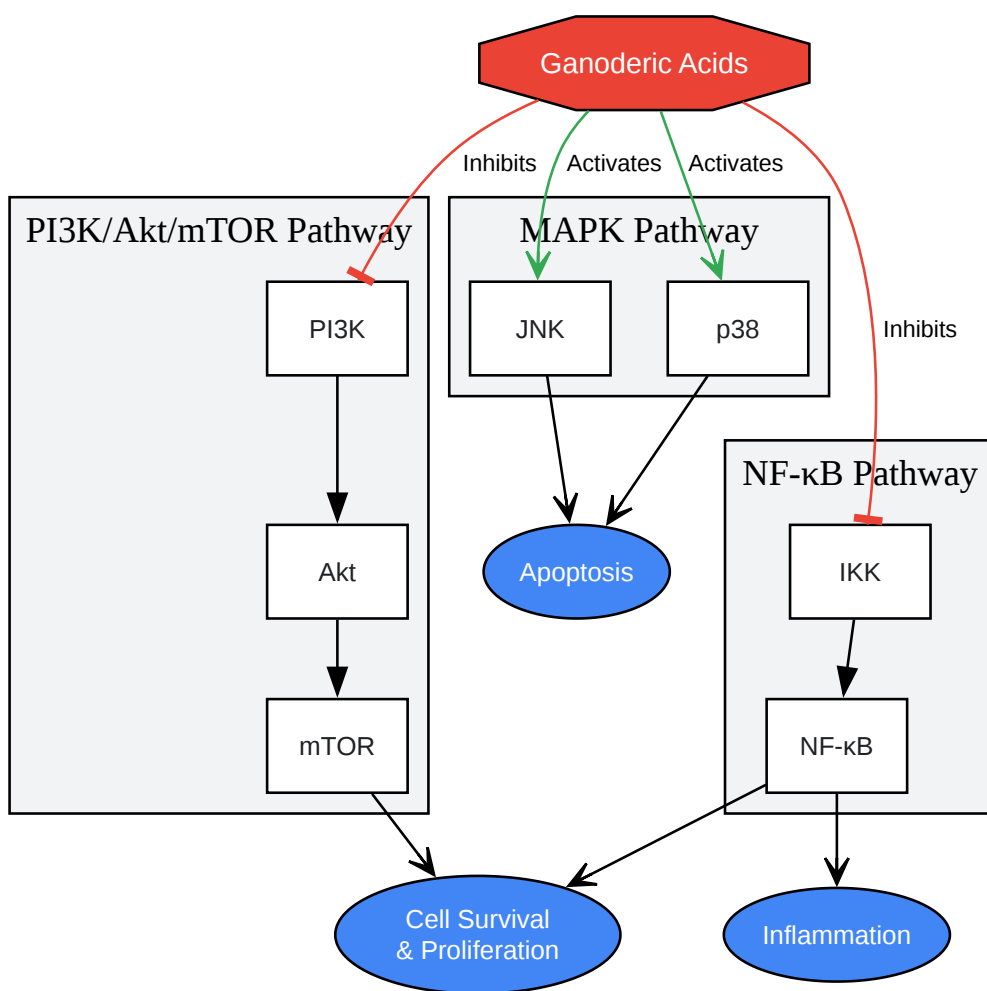 Ganoderic Acids
Inhibits
Activates
Activates
PI3K/Akt/mTOR Pathway
MAPK Pathway
PI3K
JNK
p38
Inhibits
NF-κB Pathway
Akt
Apoptosis
IKK
mTOR
NF-κB
Cell Survival
& Proliferation
Inflammation